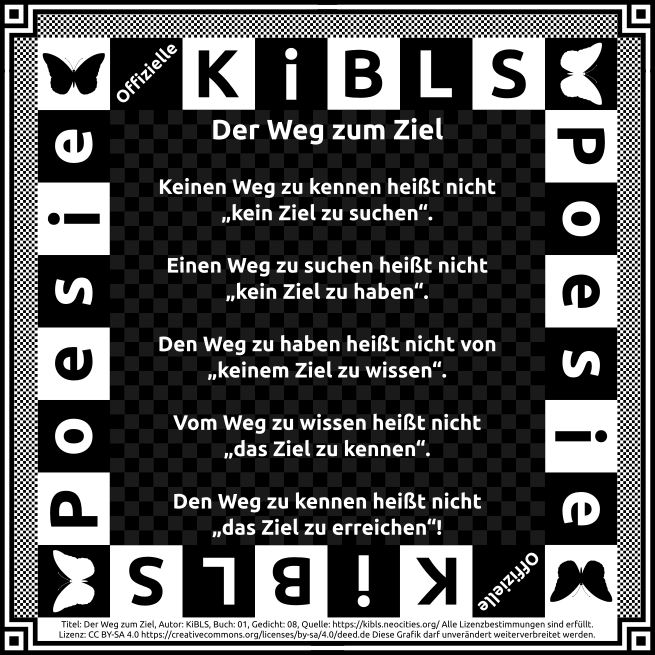 Offizielle
KiBLS
Poesie
Poesie
Der Weg zum Ziel
Keinen Weg zu kennen heißt nicht
„kein Ziel zu suchen“.
Einen Weg zu suchen heißt nicht
„kein Ziel zu haben“.
Den Weg zu haben heißt nicht von
„keinem Ziel zu wissen“.
Vom Weg zu wissen heißt nicht
„das Ziel zu kennen“.
Den Weg zu kennen heißt nicht
„das Ziel zu erreichen“!
Offizielle
KiBLS
Titel: Der Weg zum Ziel, Autor: KiBLS, Buch: 01, Gedicht: 08, Quelle: https://kibls.neocities.org/ Alle Lizenzbestimmungen sind erfüllt.
Lizenz: CC BY-SA 4.0 https://creativecommons.org/licenses/by-sa/4.0/deed.de Diese Grafik darf unverändert weiterverbreitet werden.